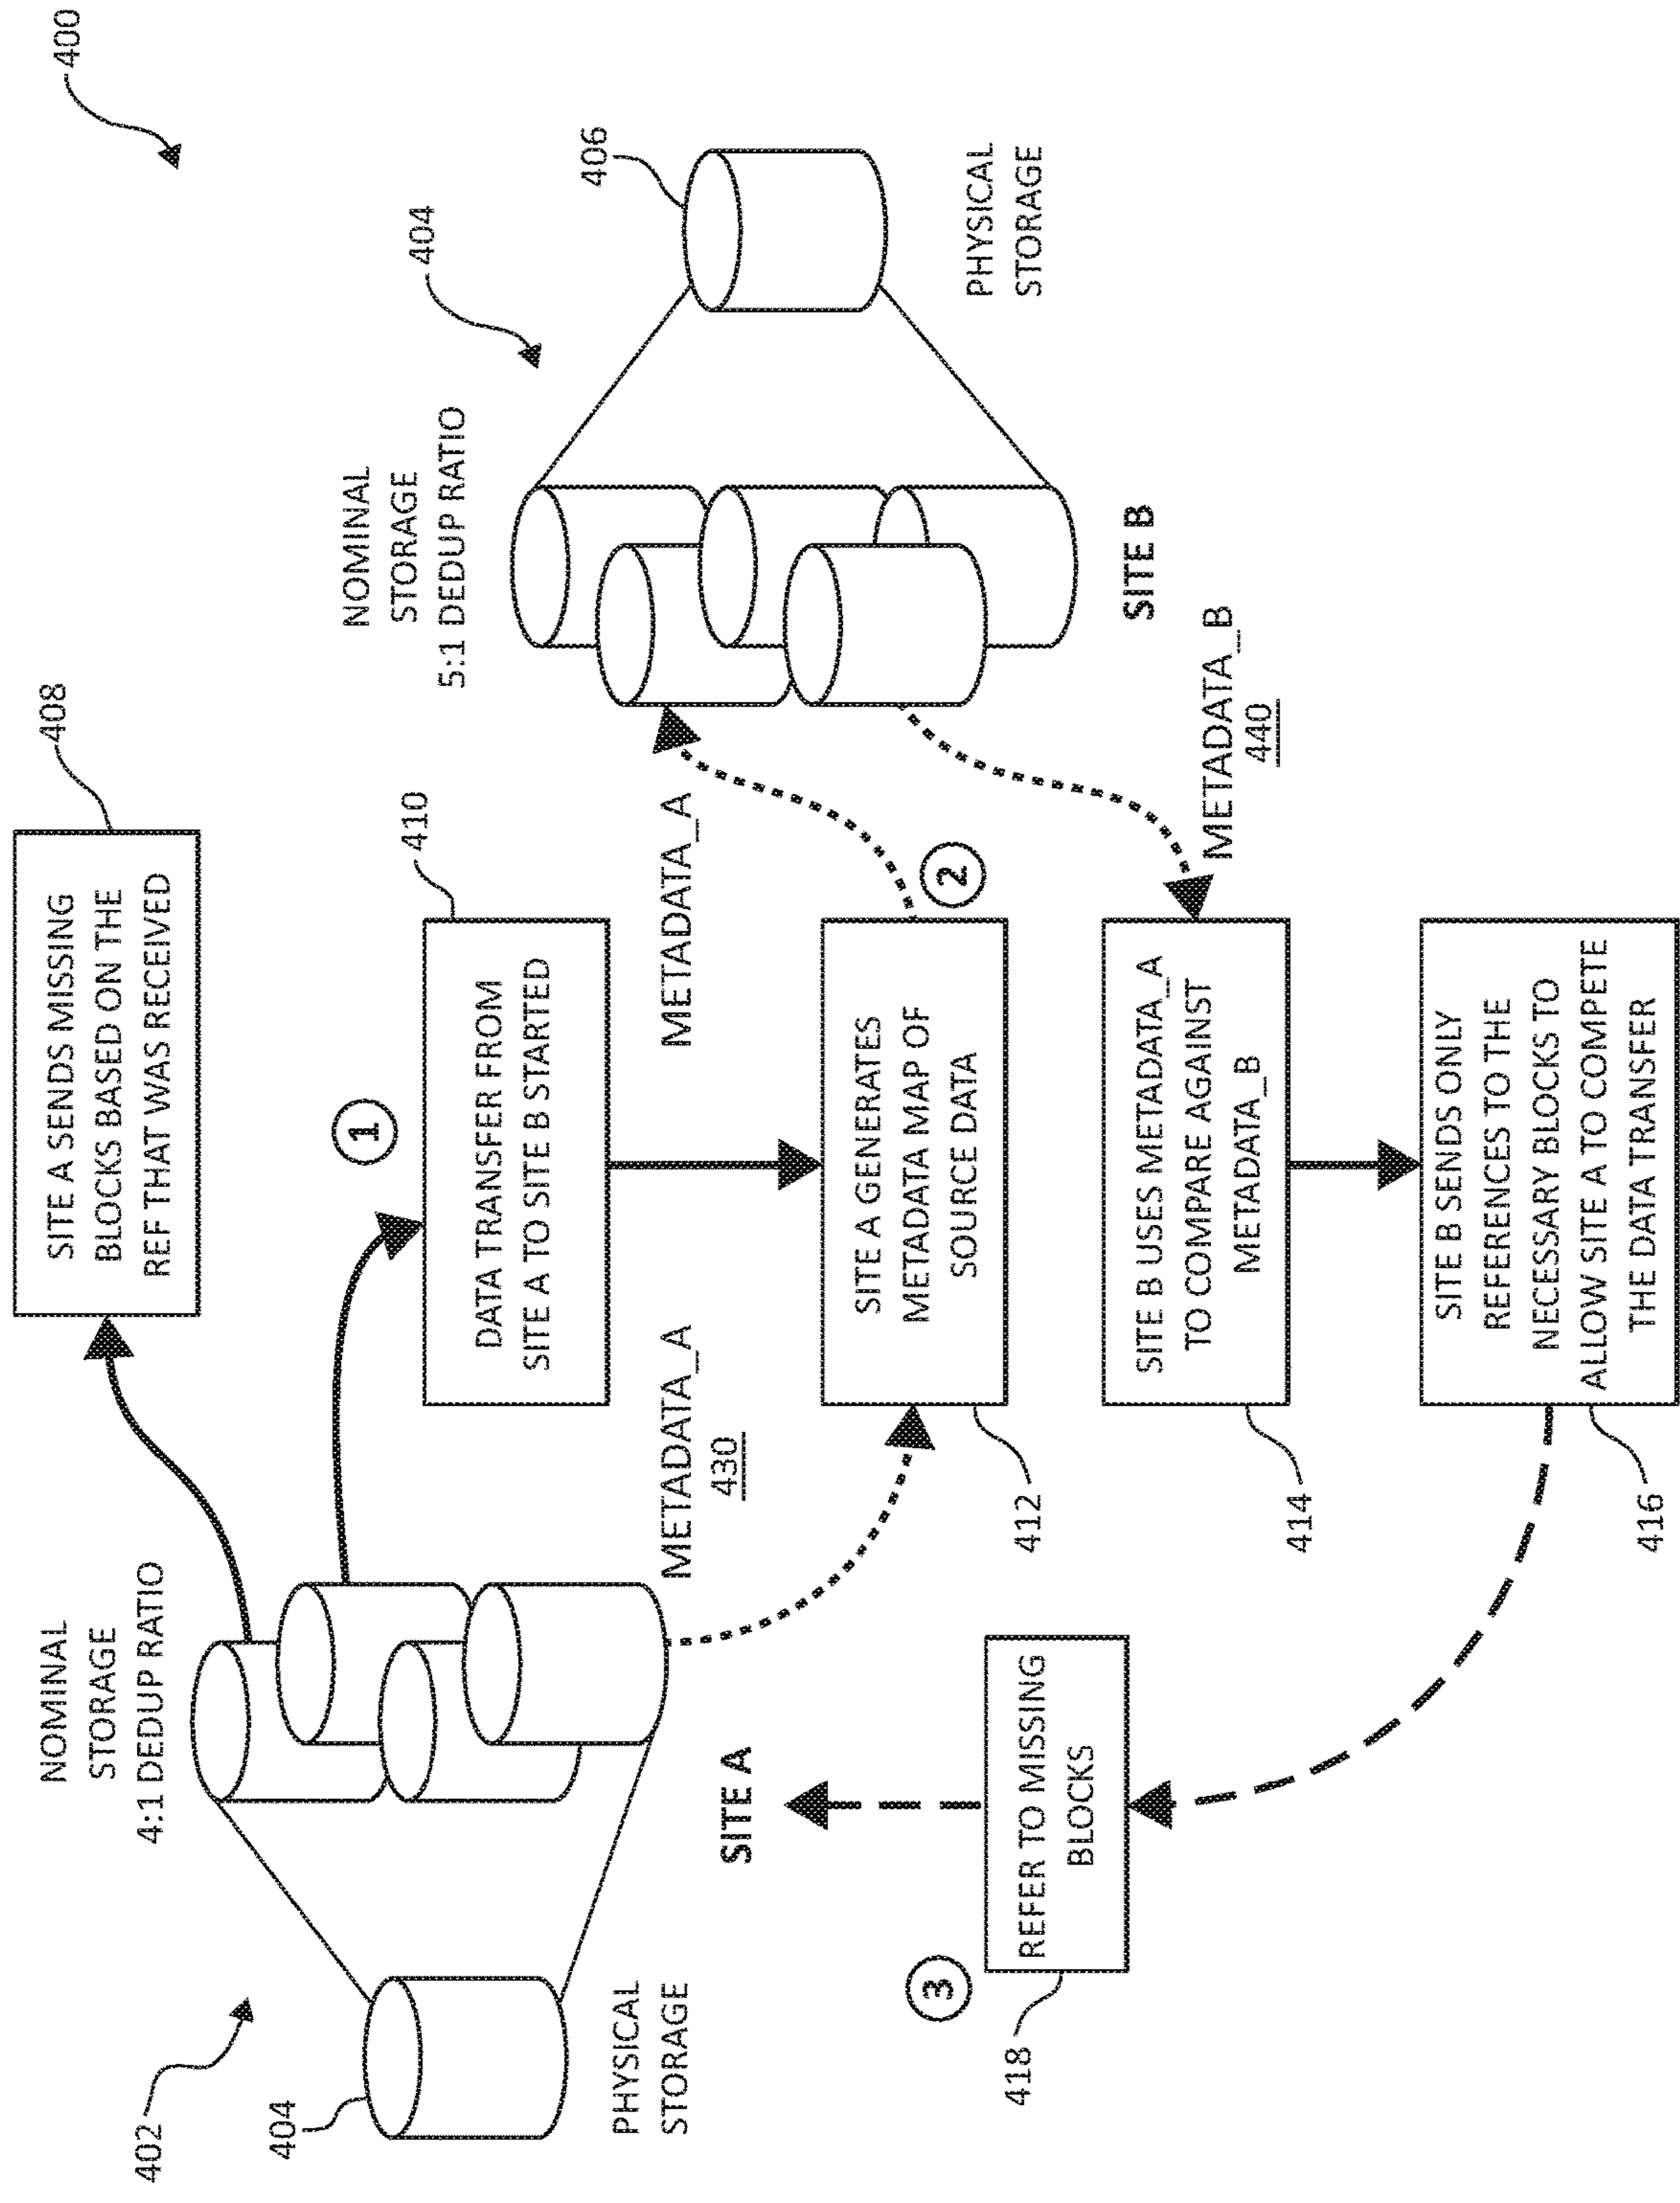 400
402
NOMINAL
STORAGE
4:1 DEDUP RATIO
404
PHYSICAL
STORAGE
SITE A
408
SITE A SENDS MISSING
BLOCKS BASED ON THE
REF THAT WAS RECEIVED
1
410
DATA TRANSFER FROM
SITE A TO SITE B STARTED
METADATA_A
430
METADATA_A
404
NOMINAL
STORAGE
5:1 DEDUP RATIO
406
PHYSICAL
STORAGE
SITE B
2
SITE A GENERATES
METADATA MAP OF
SOURCE DATA
412
METADATA_B
440
SITE B USES METADATA_A
TO COMPARE AGAINST
METADATA_B
414
3
REFER TO MISSING
BLOCKS
418
SITE B SENDS ONLY
REFERENCES TO THE
NECESSARY BLOCKS TO
ALLOW SITE A TO COMPETE
THE DATA TRANSFER
416